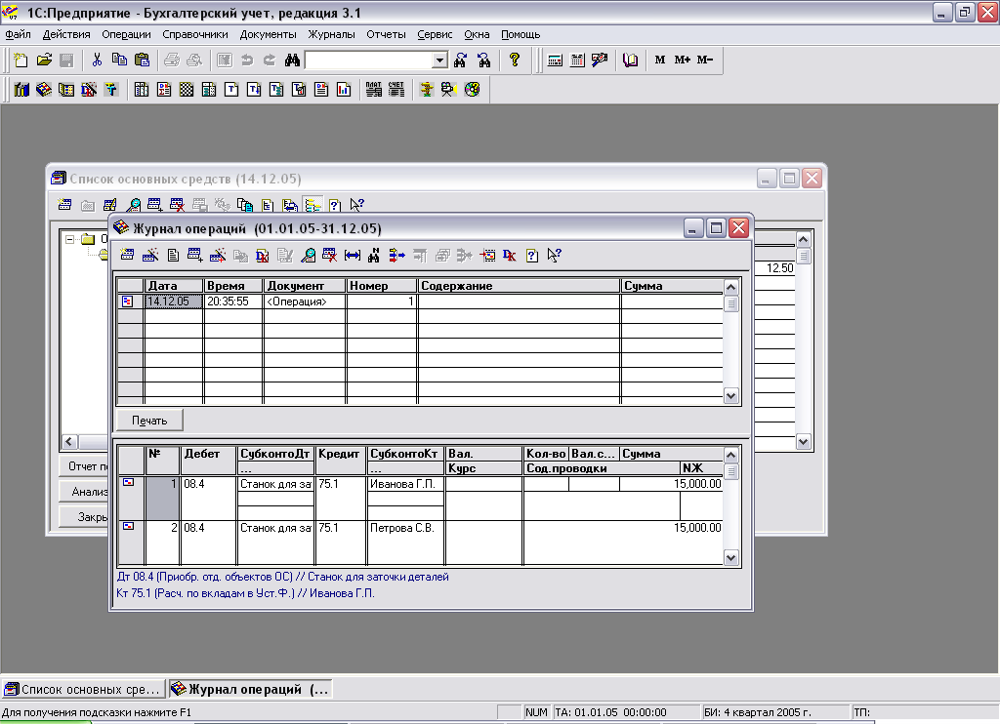 1С:Предприятие - Бухгалтерский учет, редакция 3.1
Файл Действия Операции Справочники Документы Журналы Отчеты Сервис Окна Помощь
M M+ M-
ПЛАТ СЧЕТ
Список основных средств (14.12.05)
Журнал операций (01.01.05-31.12.05)
12.50
Дата Время Документ Номер Содержание Сумма
14.12.05 20:35:55 <Операция> 1
Печать
№ Дебет СубконтоДт Кредит СубконтоКт Вал. Кол-во Вал.с... Сумма
... ... Курс Сод.проводки NЖ
1 08.4 Станок для за 75.1 Иванова Г.П. 15,000.00
2 08.4 Станок для за 75.1 Петрова С.В. 15,000.00
Дт 08.4 (Приобр. отд. объектов ОС) // Станок для заточки деталей
Кт 75.1 (Расч. по вкладам в Уст.Ф.) // Иванова Г.П.
Отчет по
Анализ
Закры
Список основных сре... Журнал операций (...
Для получения подсказки нажмите F1 NUM ТА: 01.01.05 00:00:00 БИ: 4 квартал 2005 г. ТП: